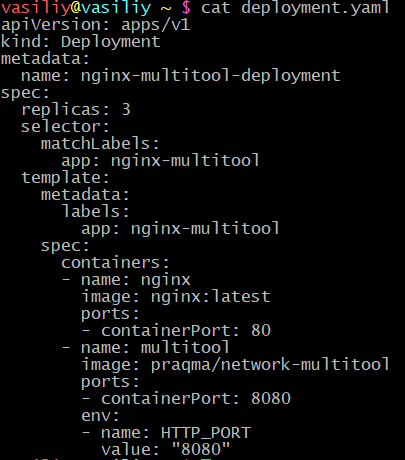 vasiliy@vasiliy ~ $ cat deployment.yaml
apiVersion: apps/v1
kind: Deployment
metadata:
  name: nginx-multitool-deployment
spec:
  replicas: 3
  selector:
    matchLabels:
      app: nginx-multitool
  template:
    metadata:
      labels:
        app: nginx-multitool
    spec:
      containers:
      - name: nginx
        image: nginx:latest
        ports:
        - containerPort: 80
      - name: multitool
        image: praqma/network-multitool
        ports:
        - containerPort: 8080
        env:
        - name: HTTP_PORT
          value: "8080"